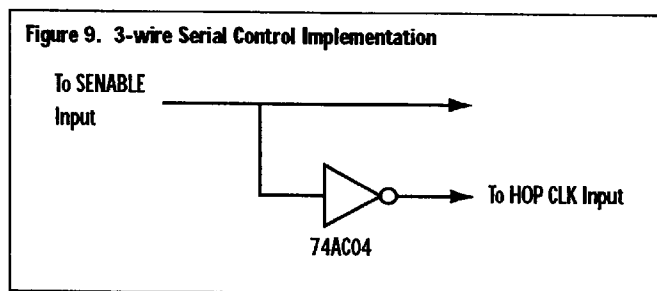 Figure 9. 3-wire Serial Control Implementation
To SENABLE
Input
To HOP CLK Input
74AC04